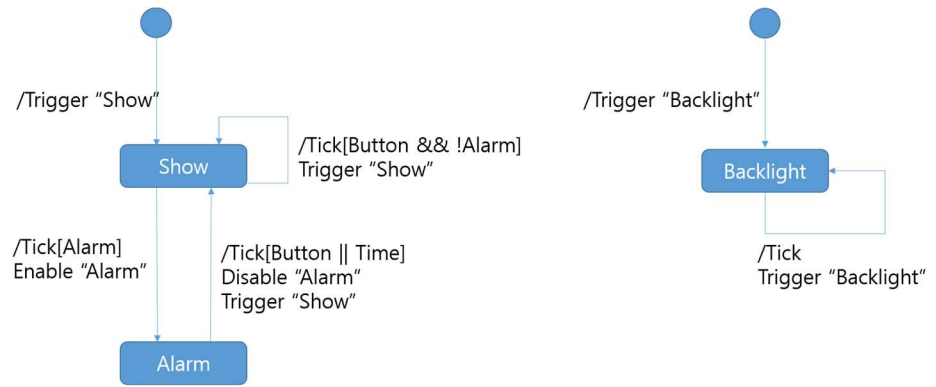 /Trigger “Show”
Show
/Tick[Button && !Alarm]
Trigger “Show”
/Tick[Alarm]
Enable “Alarm”
/Tick[Button || Time]
Disable “Alarm”
Trigger “Show”
Alarm
/Trigger “Backlight”
Backlight
/Tick
Trigger “Backlight”